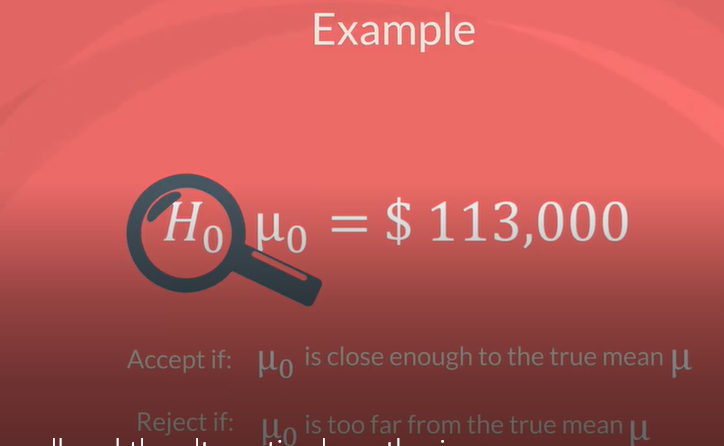 Example
H₀ μ₀ = $ 113,000
Accept if: μ₀ is close enough to the true mean μ
Reject if: μ₀ is too far from the true mean μ